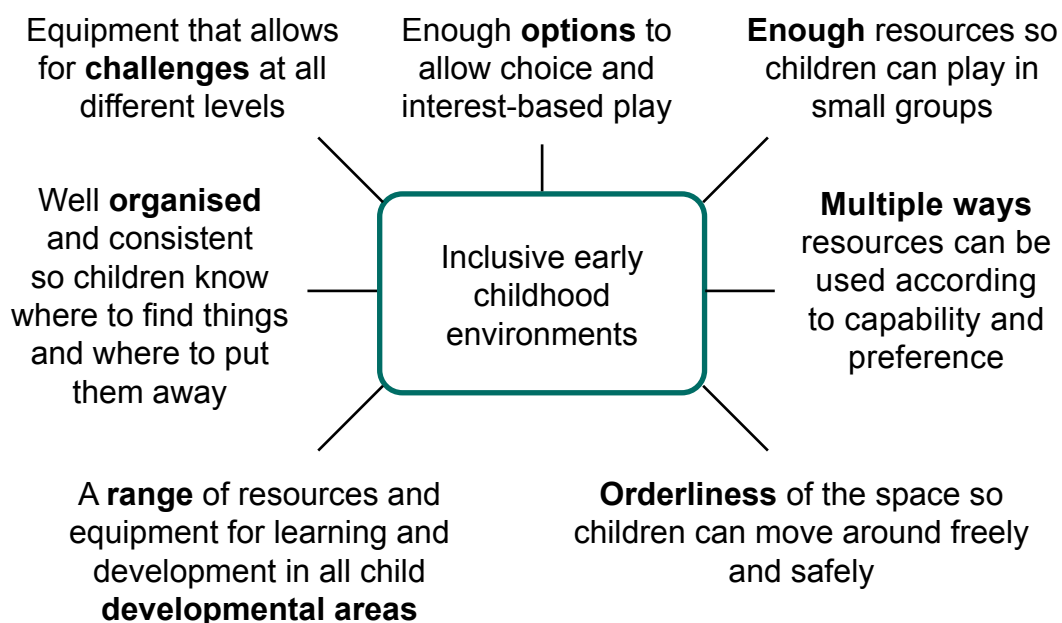 Equipment that allows
for challenges at all
different levels
Enough options to
allow choice and
interest-based play
Enough resources so
children can play in
small groups
Well organised
and consistent
so children know
where to find things
and where to put
them away
Inclusive early
childhood
environments
Multiple ways
resources can be
used according
to capability and
preference
A range of resources and
equipment for learning and
development in all child
developmental areas
Orderliness of the space so
children can move around freely
and safely